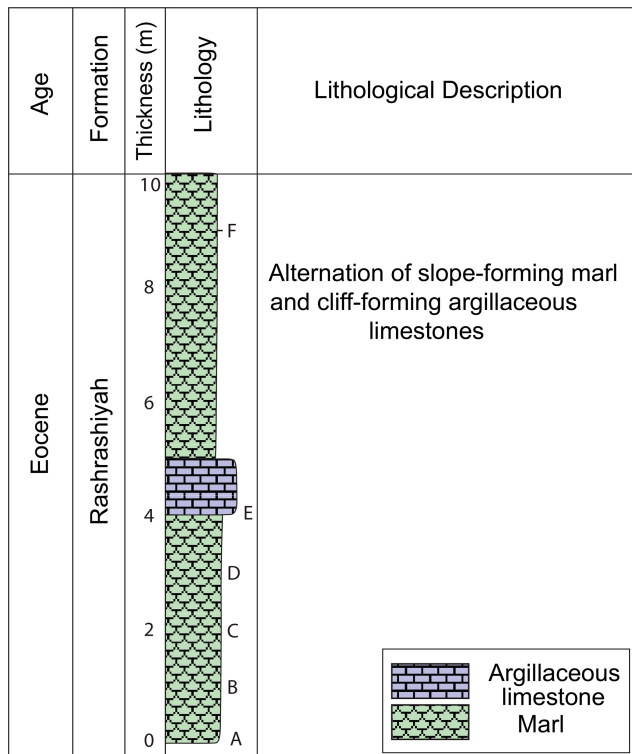 Age
Formation
Thickness (m)
Lithology
Lithological Description
Eocene
Rashrashiyah
10
8
6
4
2
0
F
E
D
C
B
A
Alternation of slope-forming marl
and cliff-forming argillaceous
limestones
Argillaceous
limestone
Marl